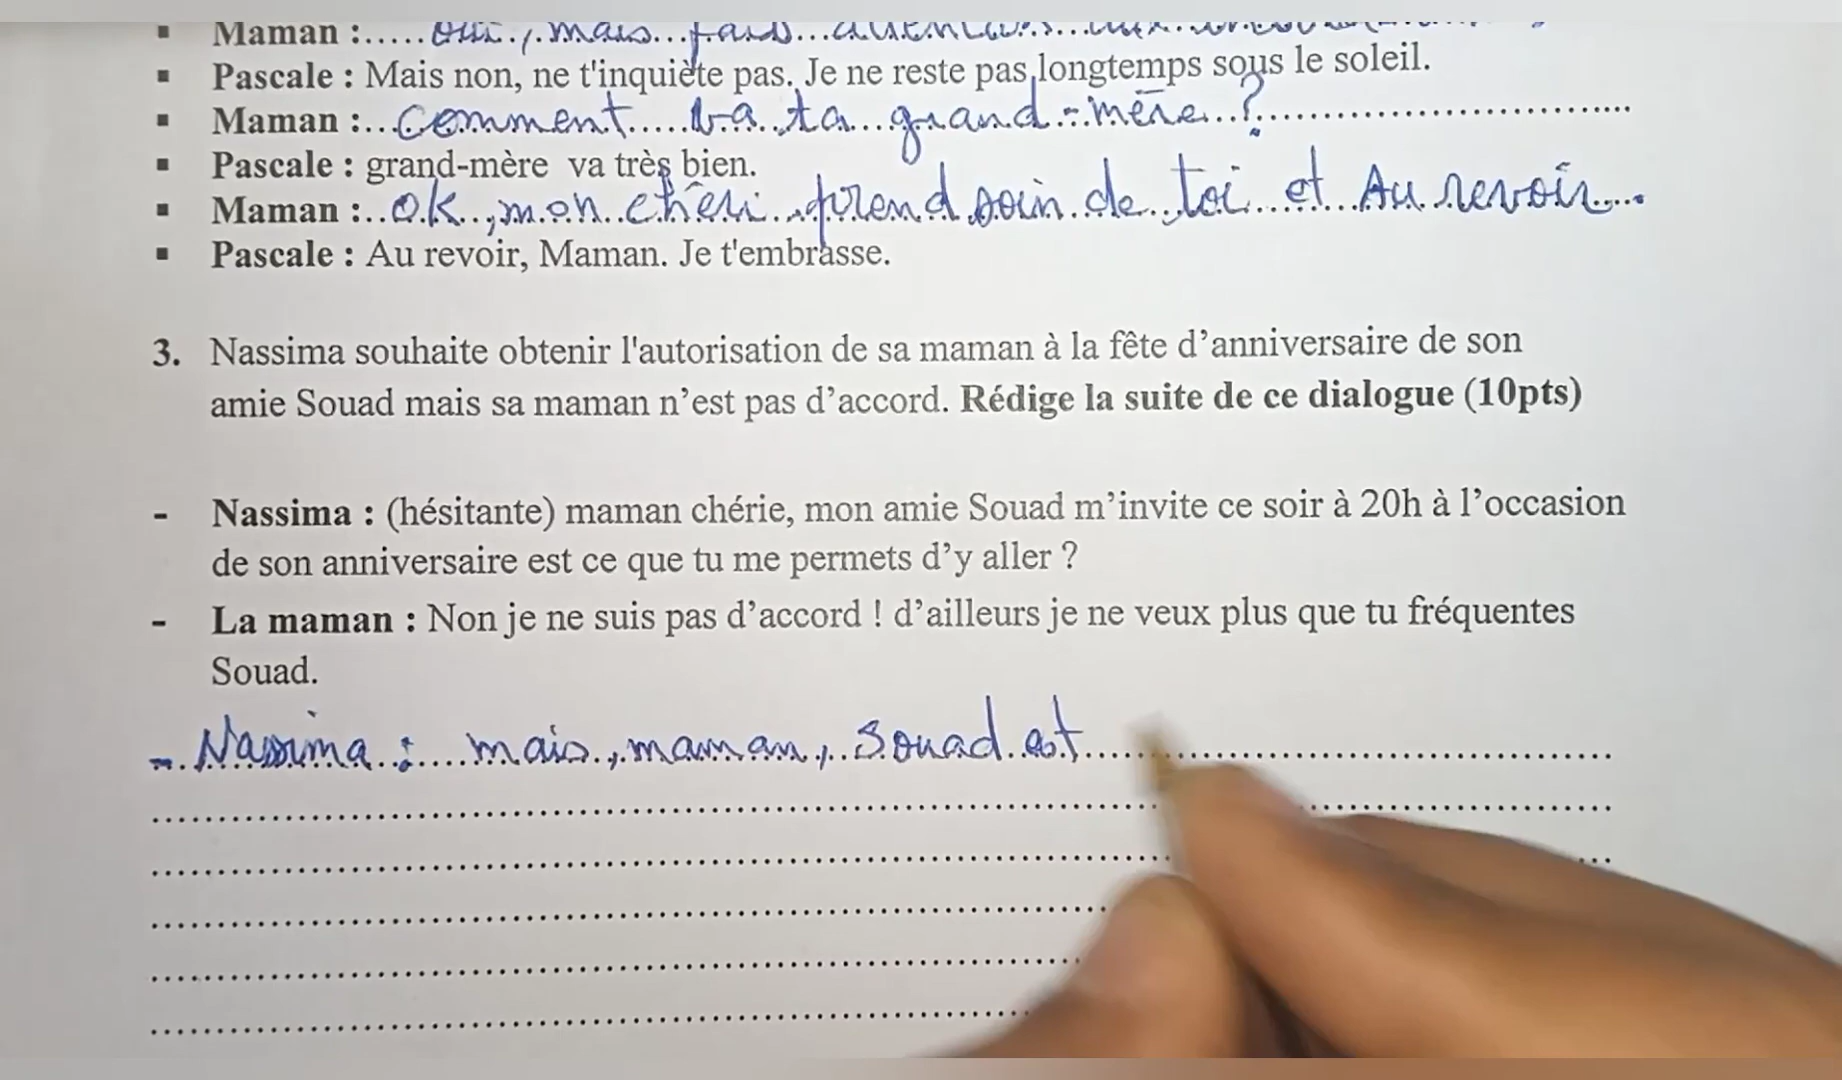 ▪ Maman :..... oui, mais fais attention aux
▪ Pascale : Mais non, ne t'inquiète pas. Je ne reste pas longtemps sous le soleil.
▪ Maman :...comment va ta grand-mère ?
▪ Pascale : grand-mère va très bien.
▪ Maman :..ok, mon chéri prend soin de toi et Au revoir...
▪ Pascale : Au revoir, Maman. Je t'embrasse.
3. Nassima souhaite obtenir l'autorisation de sa maman à la fête d'anniversaire de son
amie Souad mais sa maman n'est pas d'accord. Rédige la suite de ce dialogue (10pts)
- Nassima : (hésitante) maman chérie, mon amie Souad m'invite ce soir à 20h à l'occasion
de son anniversaire est ce que tu me permets d'y aller ?
- La maman : Non je ne suis pas d'accord ! d'ailleurs je ne veux plus que tu fréquentes
Souad.
- Nassima : mais, maman, Souad est